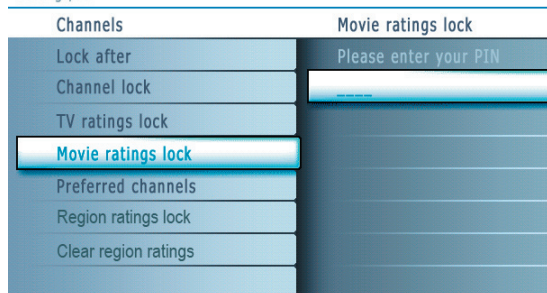 Channels
Lock after
Channel lock
TV ratings lock
Movie ratings lock
Preferred channels
Region ratings lock
Clear region ratings
Movie ratings lock
Please enter your PIN
_ _ _ _